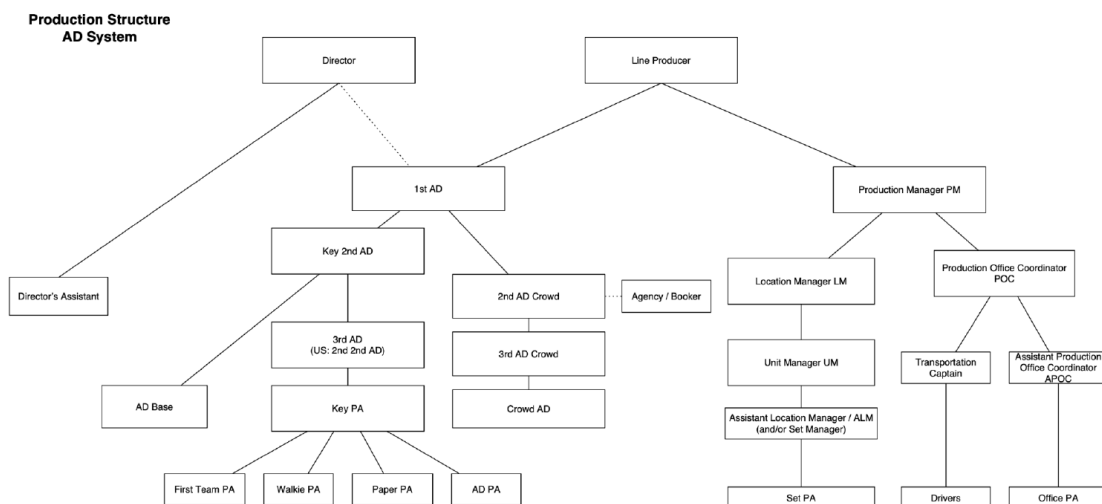 Production Structure
AD System
Director
Line Producer
1st AD
Production Manager PM
Key 2nd AD
Director's Assistant
2nd AD Crowd
Agency / Booker
Location Manager LM
Production Office Coordinator
POC
3rd AD
(US: 2nd 2nd AD)
3rd AD Crowd
Unit Manager UM
Transportation
Captain
Assistant Production
Office Coordinator
APOC
AD Base
Key PA
Crowd AD
Assistant Location Manager / ALM
(and/or Set Manager)
First Team PA
Walkie PA
Paper PA
AD PA
Set PA
Drivers
Office PA